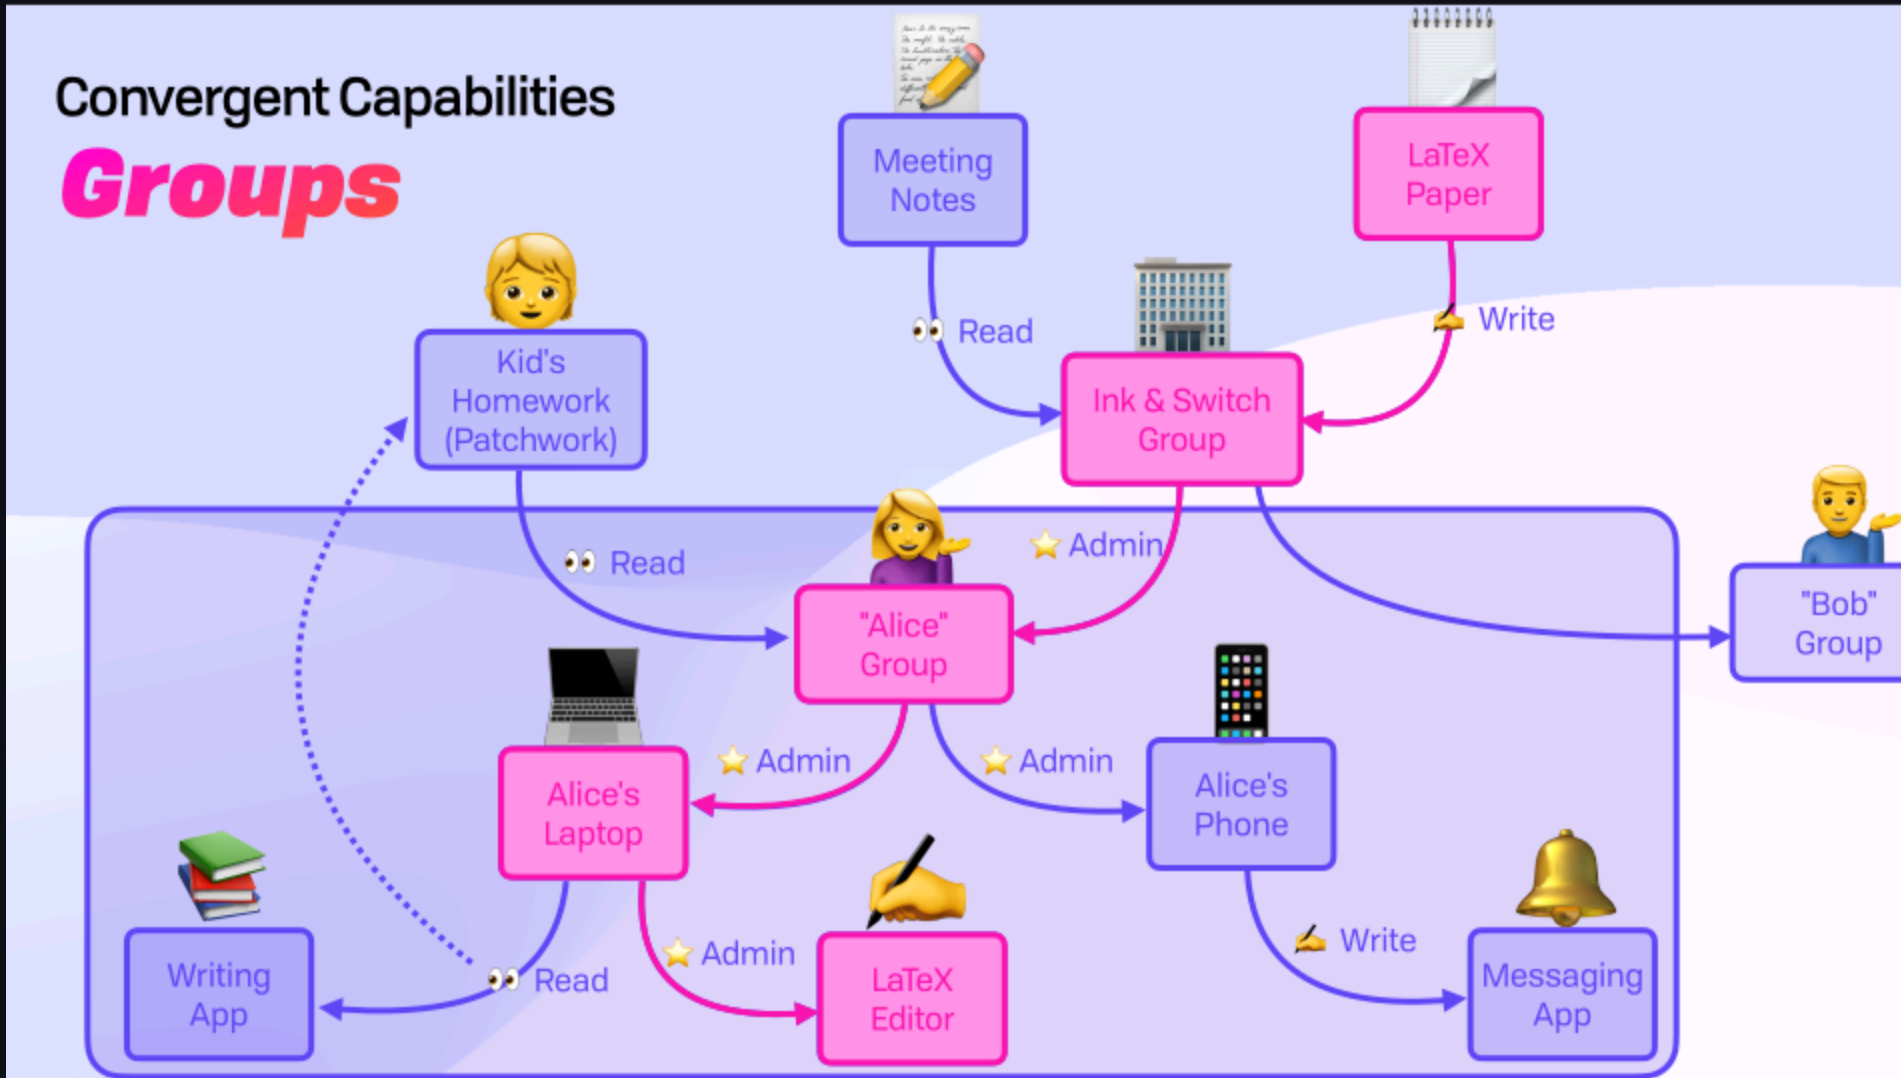 Convergent Capabilities
Groups
Meeting
Notes
LaTeX
Paper
Read
Write
Kid's
Homework
(Patchwork)
Ink & Switch
Group
Read
Admin
"Alice"
Group
"Bob"
Group
Admin
Admin
Alice's
Laptop
Alice's
Phone
Read
Admin
Write
Writing
App
LaTeX
Editor
Messaging
App